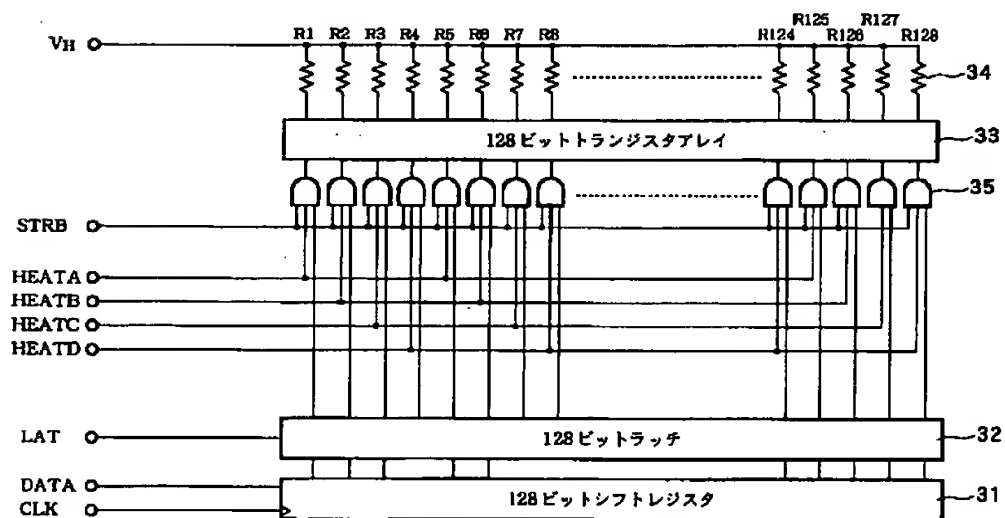 R125 R127
VH R1 R2 R3 R4 R5 R6 R7 R8 R124 R126 R128
34
128ビットトランジスタアレイ 33
35
STRB
HEATA
HEATB
HEATC
HEATD
LAT 128ビットラッチ 32
DATA 128ビットシフトレジスタ 31
CLK